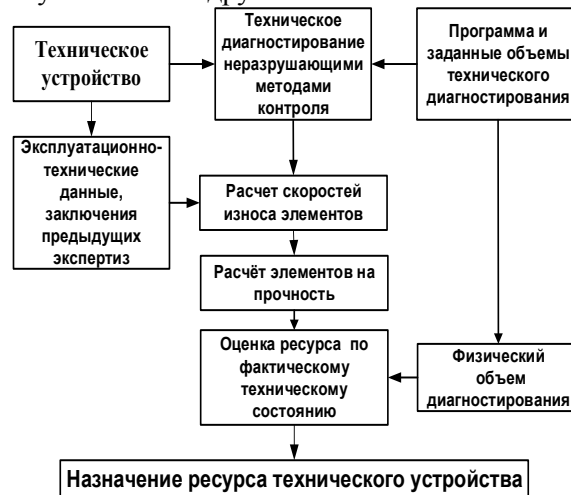 Техническое
устройство
Техническое
диагностирование
неразрушающими
методами
контроля
Программа и
заданные объемы
технического
диагностирования
Эксплуатационно-
технические
данные,
заключения
предыдущих
экспертиз
Расчет скоростей
износа элементов
Расчёт элементов на
прочность
Оценка ресурса по
фактическому
техническому
состоянию
Физический
объем
диагностирования
Назначение ресурса технического устройства